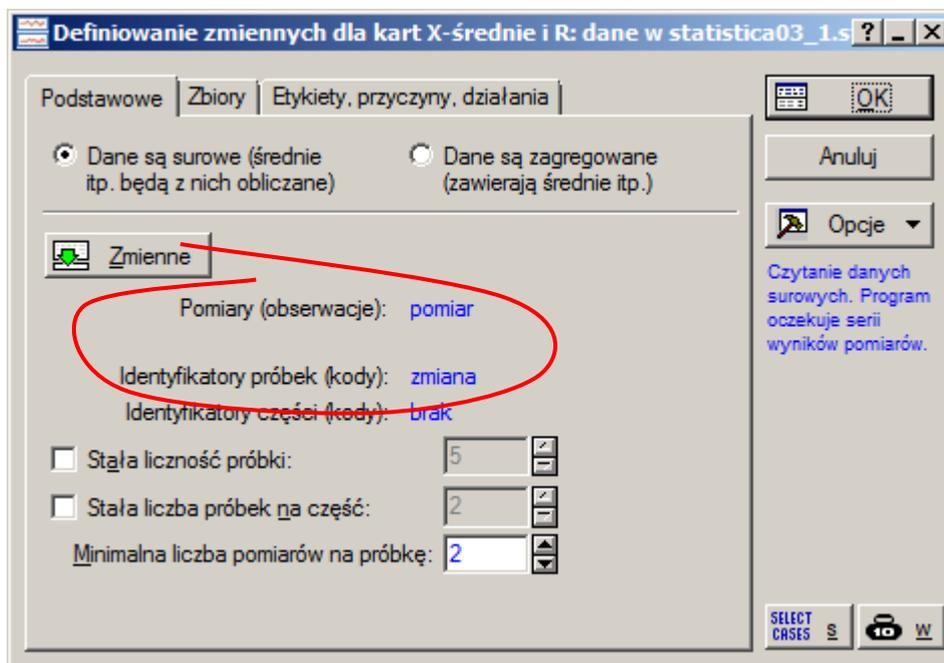 Definiowanie zmiennych dla kart X-średnie i R: dane w statistica03_1.s
Podstawowe Zbiory Etykiety, przyczyny, działania
OK
Dane są surowe (średnie
itp. będą z nich obliczane)
Dane są zagregowane
(zawierają średnie itp.)
Anuluj
Opcje
Zmienne
Czytanie danych
surowych. Program
oczekuje serii
wyników pomiarów.
Pomiary (obserwacje): pomiar
Identyfikatory próbek (kody): zmiana
Identyfikatory części (kody): brak
Stała liczność próbki: 5
Stała liczba próbek na część: 2
Minimalna liczba pomiarów na próbkę: 2
SELECT
CASES S
10 W